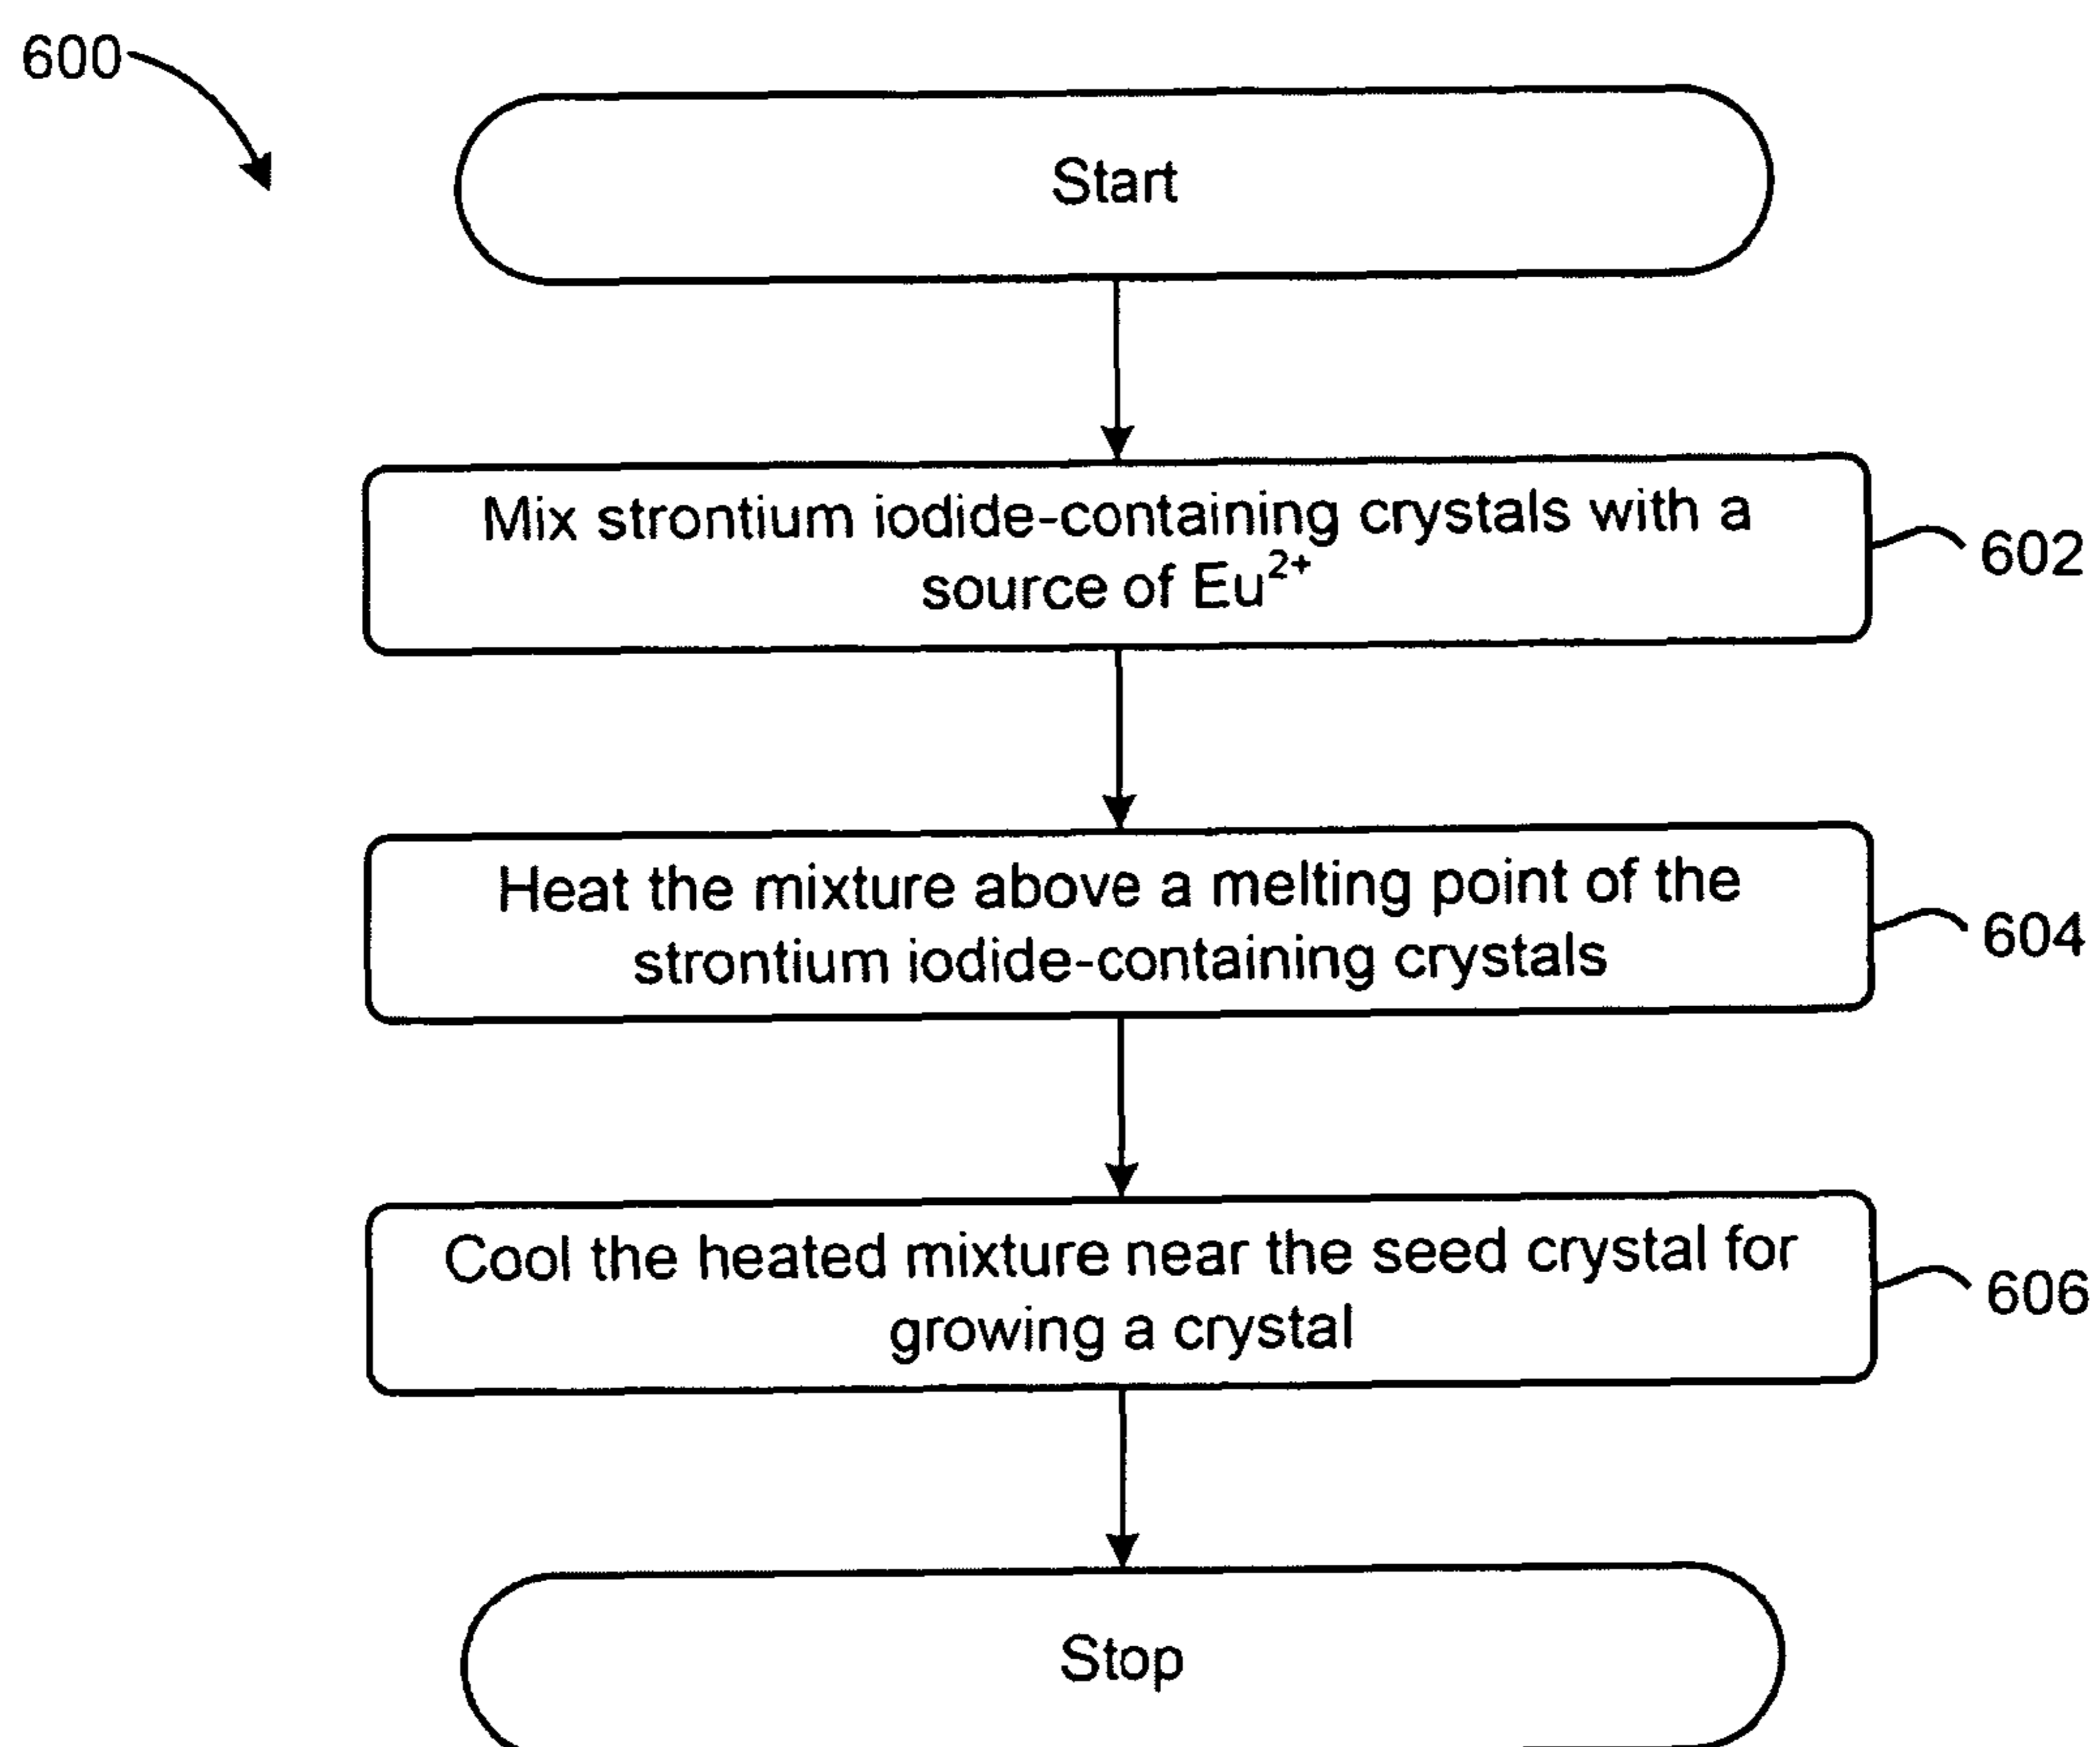 600
Start
Mix strontium iodide-containing crystals with a
source of Eu²⁺
602
Heat the mixture above a melting point of the
strontium iodide-containing crystals
604
Cool the heated mixture near the seed crystal for
growing a crystal
606
Stop